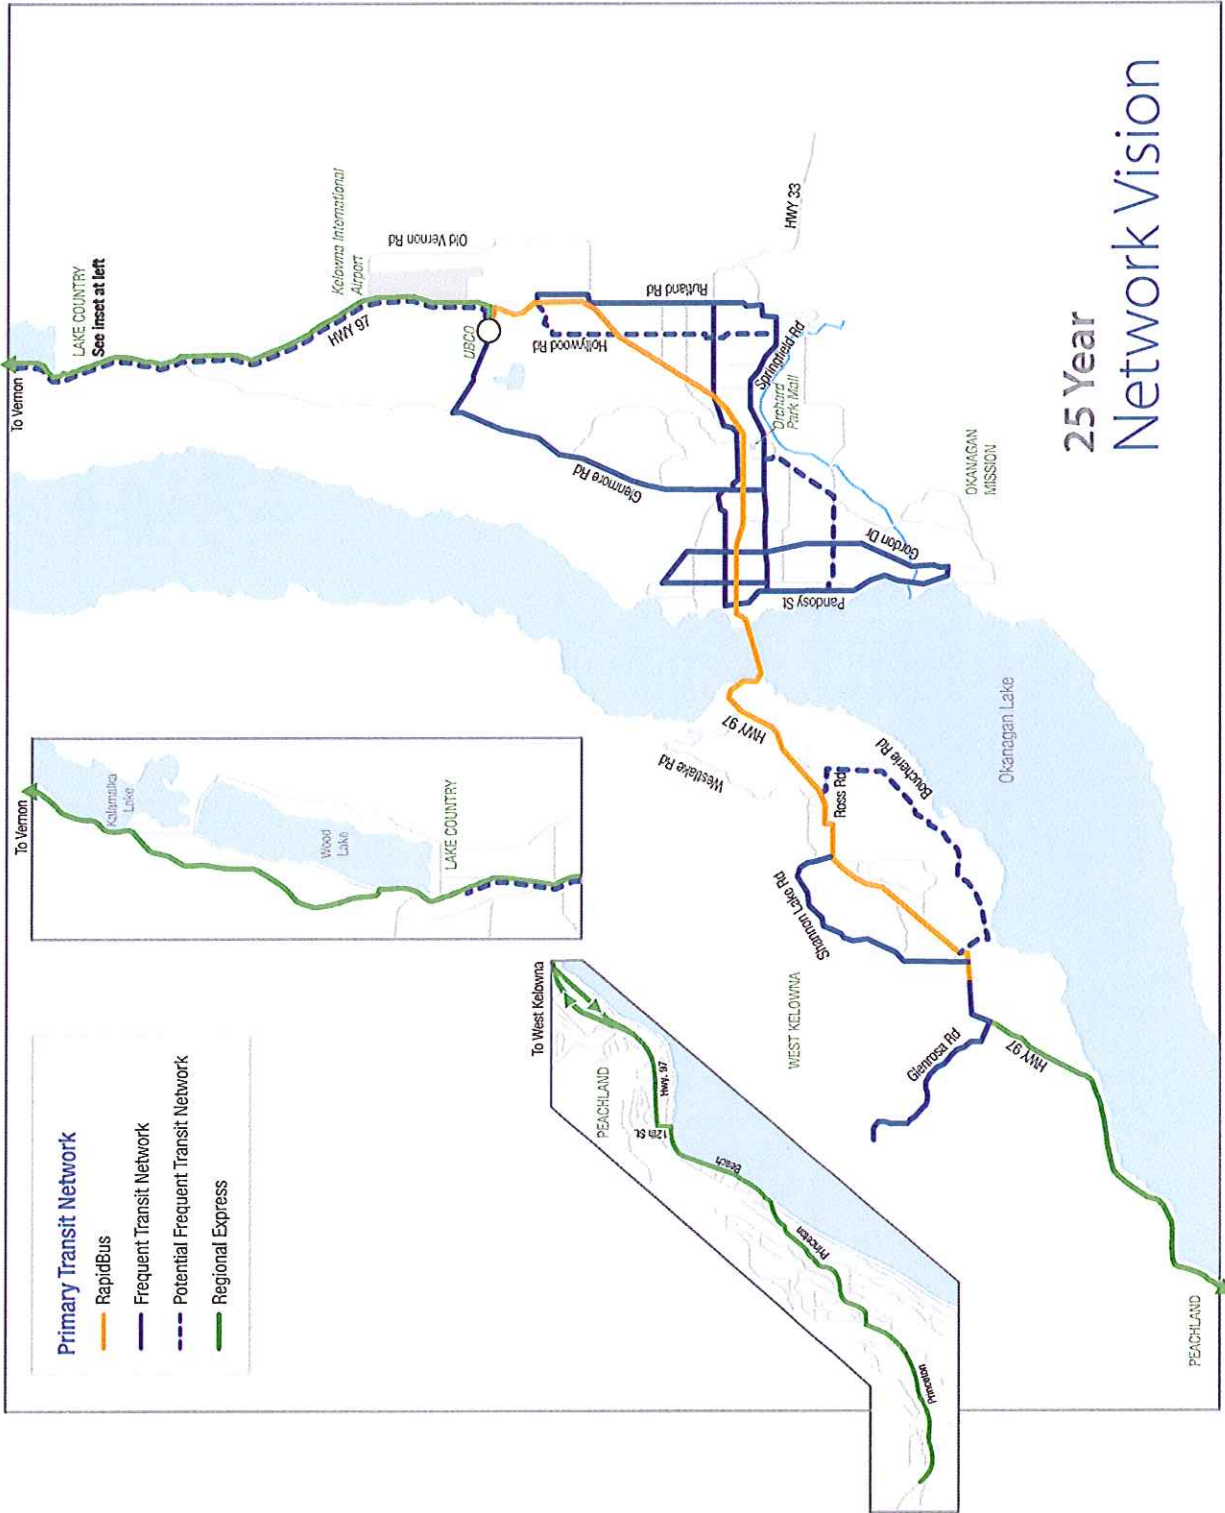 25 Year
Network Vision
Primary Transit Network
RapidBus
Frequent Transit Network
Potential Frequent Transit Network
Regional Express
To Vernon
Kalamalka
Lake
Wood
Lake
LAKE COUNTRY
To Vernon
LAKE COUNTRY
See inset at left
HWY 97
Kelowna International
Airport
Old Vernon Rd
UBCO
Hollywood Rd
Rutland Rd
HWY 33
Springfield Rd
Orchard
Park Mall
Glenmore Rd
OKANAGAN
MISSION
Gordon Dr
Pandosy St
HWY 97
Westlake Rd
Ross Rd
Boucherie Rd
Okanagan Lake
Shannon Lake Rd
WEST KELOWNA
Glenrosa Rd
HWY 97
PEACHLAND
To West Kelowna
PEACHLAND
Hwy. 97
12th St.
Beach
Princeton
Princeton